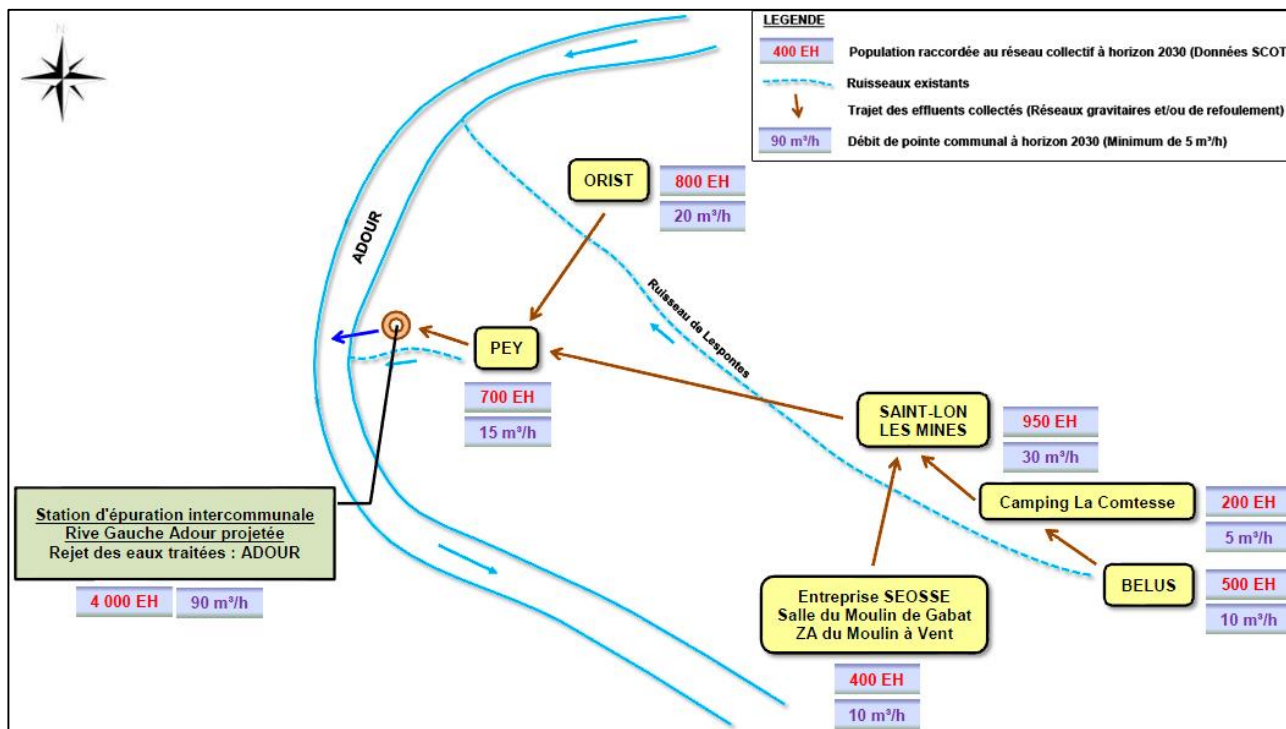 N
LEGENDE
400 EH Population raccordée au réseau collectif à horizon 2030 (Données SCOT
Ruisseaux existants
Trajet des effluents collectés (Réseaux gravitaires et/ou de refoulement)
90 m³/h Débit de pointe communal à horizon 2030 (Minimum de 5 m³/h)
ORIST
800 EH
20 m³/h
ADOUR
Ruisseau de Lespontes
PEY
700 EH
15 m³/h
SAINT-LON
LES MINES
950 EH
30 m³/h
Camping La Comtesse
200 EH
5 m³/h
BELUS
500 EH
10 m³/h
Entreprise SEOSSE
Salle du Moulin de Gabat
ZA du Moulin à Vent
400 EH
10 m³/h
Station d'épuration intercommunale
Rive Gauche Adour projetée
Rejet des eaux traitées : ADOUR
4 000 EH 90 m³/h